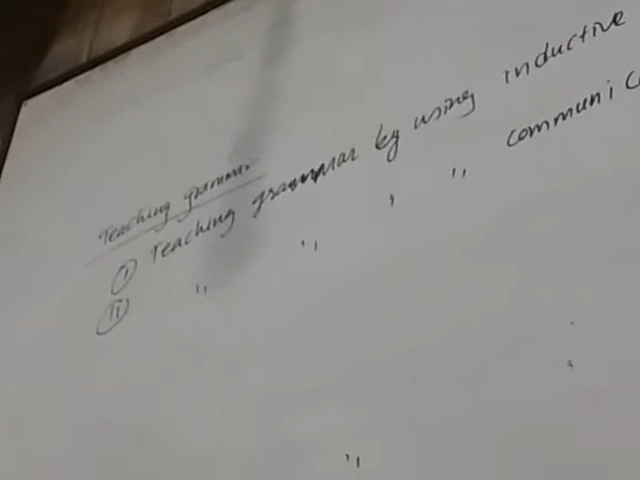 Teaching grammar
(i) Teaching grammar by using inductive
(ii) " " " " communic
"